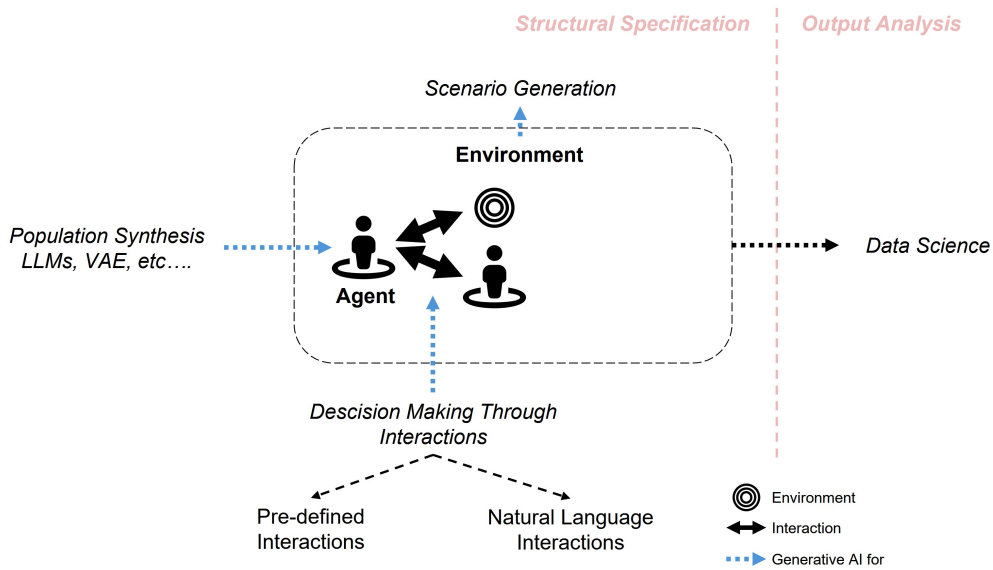 Structural Specification
Output Analysis
Scenario Generation
Environment
Population Synthesis
LLMs, VAE, etc….
Agent
Data Science
Descision Making Through
Interactions
Pre-defined
Interactions
Natural Language
Interactions
Environment
Interaction
Generative AI for